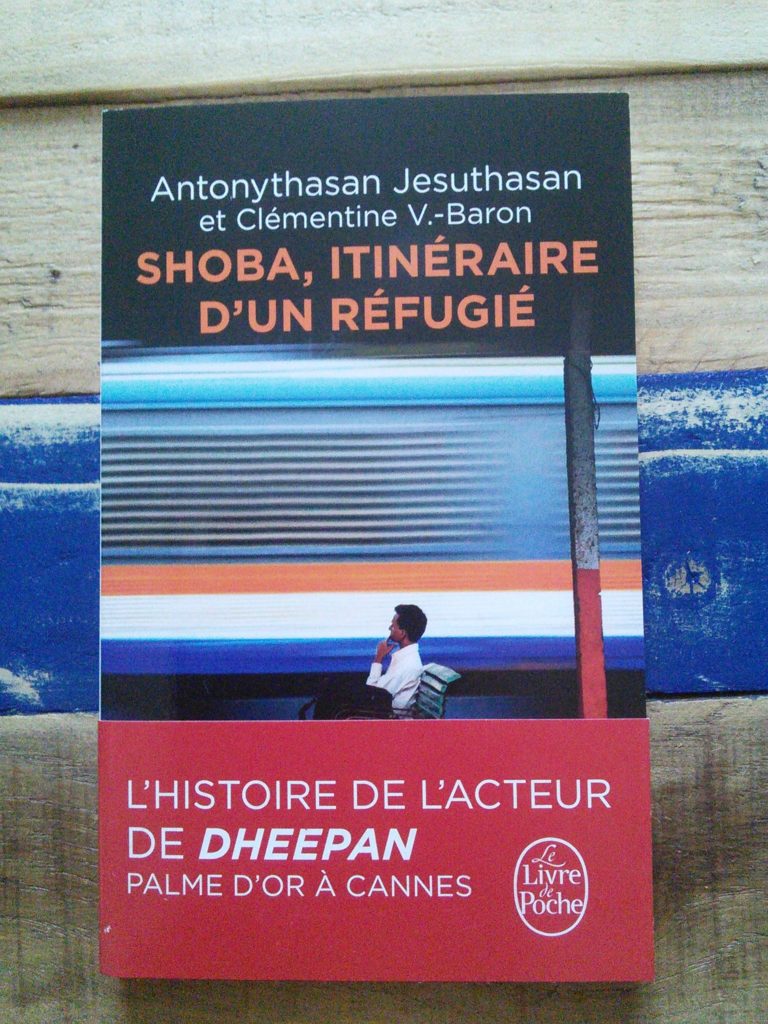 Antonythasan Jesuthasan
et Clémentine V.-Baron
SHOBA, ITINÉRAIRE
D'UN RÉFUGIÉ
L'HISTOIRE DE L'ACTEUR
DE DHEEPAN
PALME D'OR À CANNES
Le
Livre
de
Poche